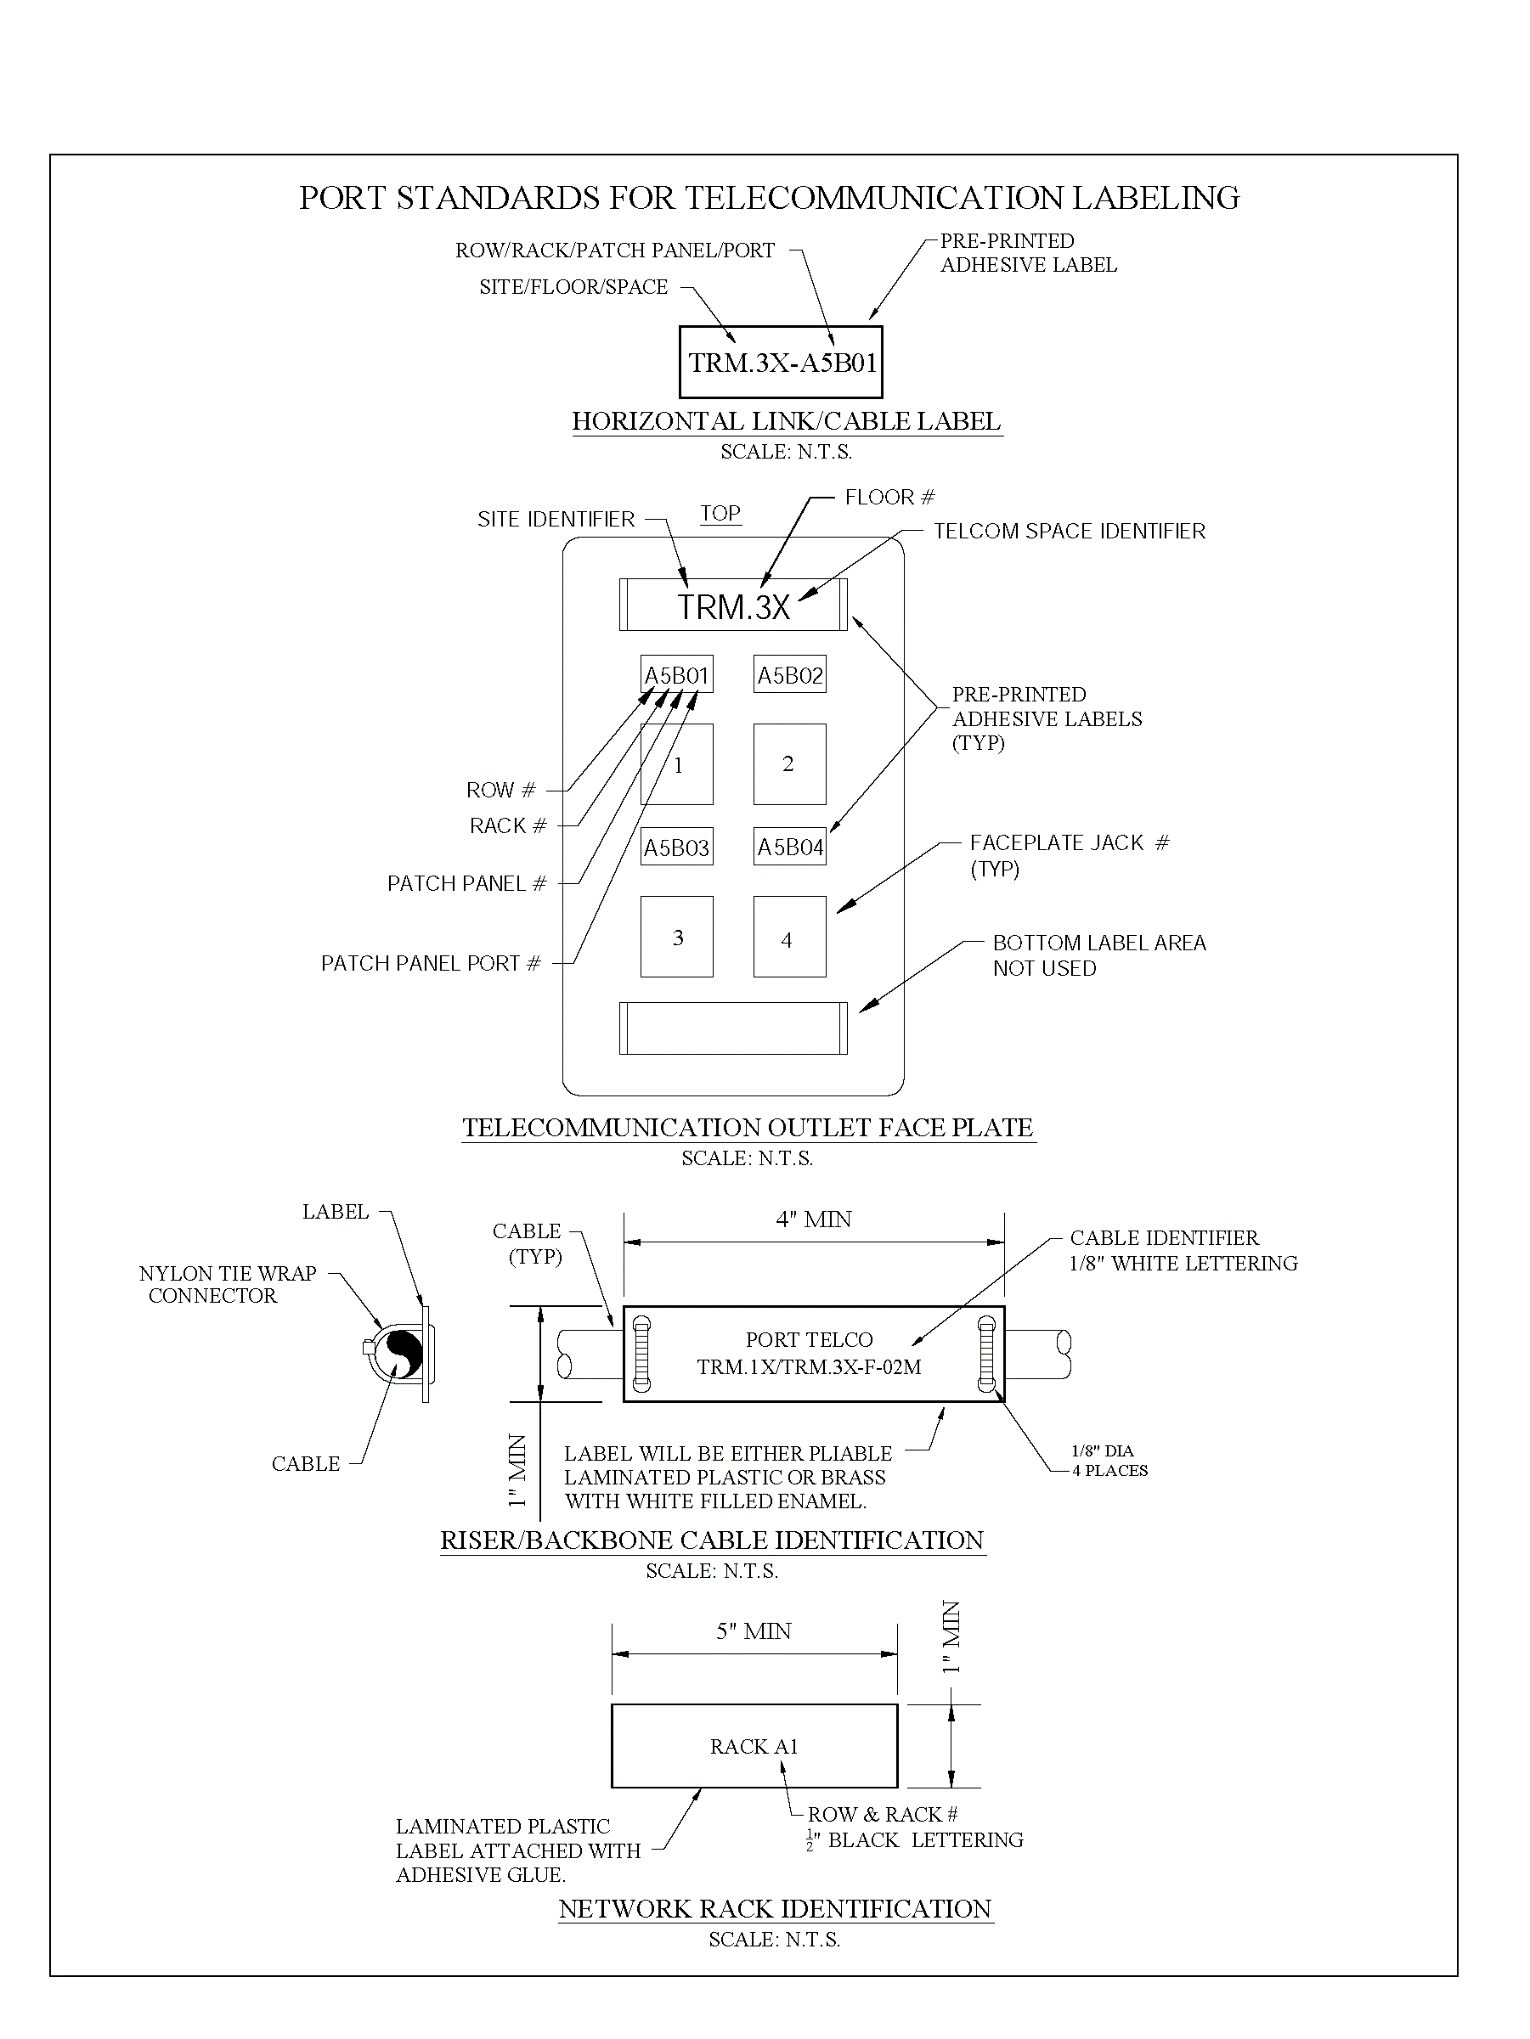 PORT STANDARDS FOR TELECOMMUNICATION LABELING
ROW/RACK/PATCH PANEL/PORT
SITE/FLOOR/SPACE
PRE-PRINTED
ADHESIVE LABEL
TRM.3X-A5B01
HORIZONTAL LINK/CABLE LABEL
SCALE: N.T.S.
SITE IDENTIFIER
TOP
FLOOR #
TELCOM SPACE IDENTIFIER
TRM.3X
A5B01
A5B02
PRE-PRINTED
ADHESIVE LABELS
(TYP)
1
2
ROW #
RACK #
A5B03
A5B04
FACEPLATE JACK #
(TYP)
PATCH PANEL #
3
4
BOTTOM LABEL AREA
NOT USED
PATCH PANEL PORT #
TELECOMMUNICATION OUTLET FACE PLATE
SCALE: N.T.S.
LABEL
NYLON TIE WRAP
CONNECTOR
CABLE
CABLE
(TYP)
4" MIN
CABLE IDENTIFIER
1/8" WHITE LETTERING
PORT TELCO
TRM.1X/TRM.3X-F-02M
1" MIN
LABEL WILL BE EITHER PLIABLE
LAMINATED PLASTIC OR BRASS
WITH WHITE FILLED ENAMEL.
1/8" DIA
4 PLACES
RISER/BACKBONE CABLE IDENTIFICATION
SCALE: N.T.S.
5" MIN
1" MIN
RACK A1
ROW & RACK #
1/2" BLACK LETTERING
LAMINATED PLASTIC
LABEL ATTACHED WITH
ADHESIVE GLUE.
NETWORK RACK IDENTIFICATION
SCALE: N.T.S.